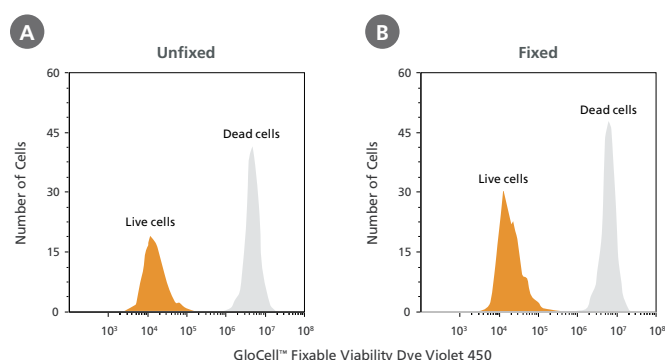 A
B
Unfixed
Fixed
Number of Cells
60
45
30
15
0
Live cells
Dead cells
10³ 10⁴ 10⁵ 10⁶ 10⁷ 10⁸
Number of Cells
60
45
30
15
0
Live cells
Dead cells
10³ 10⁴ 10⁵ 10⁶ 10⁷ 10⁸
GloCell™ Fixable Viability Dye Violet 450